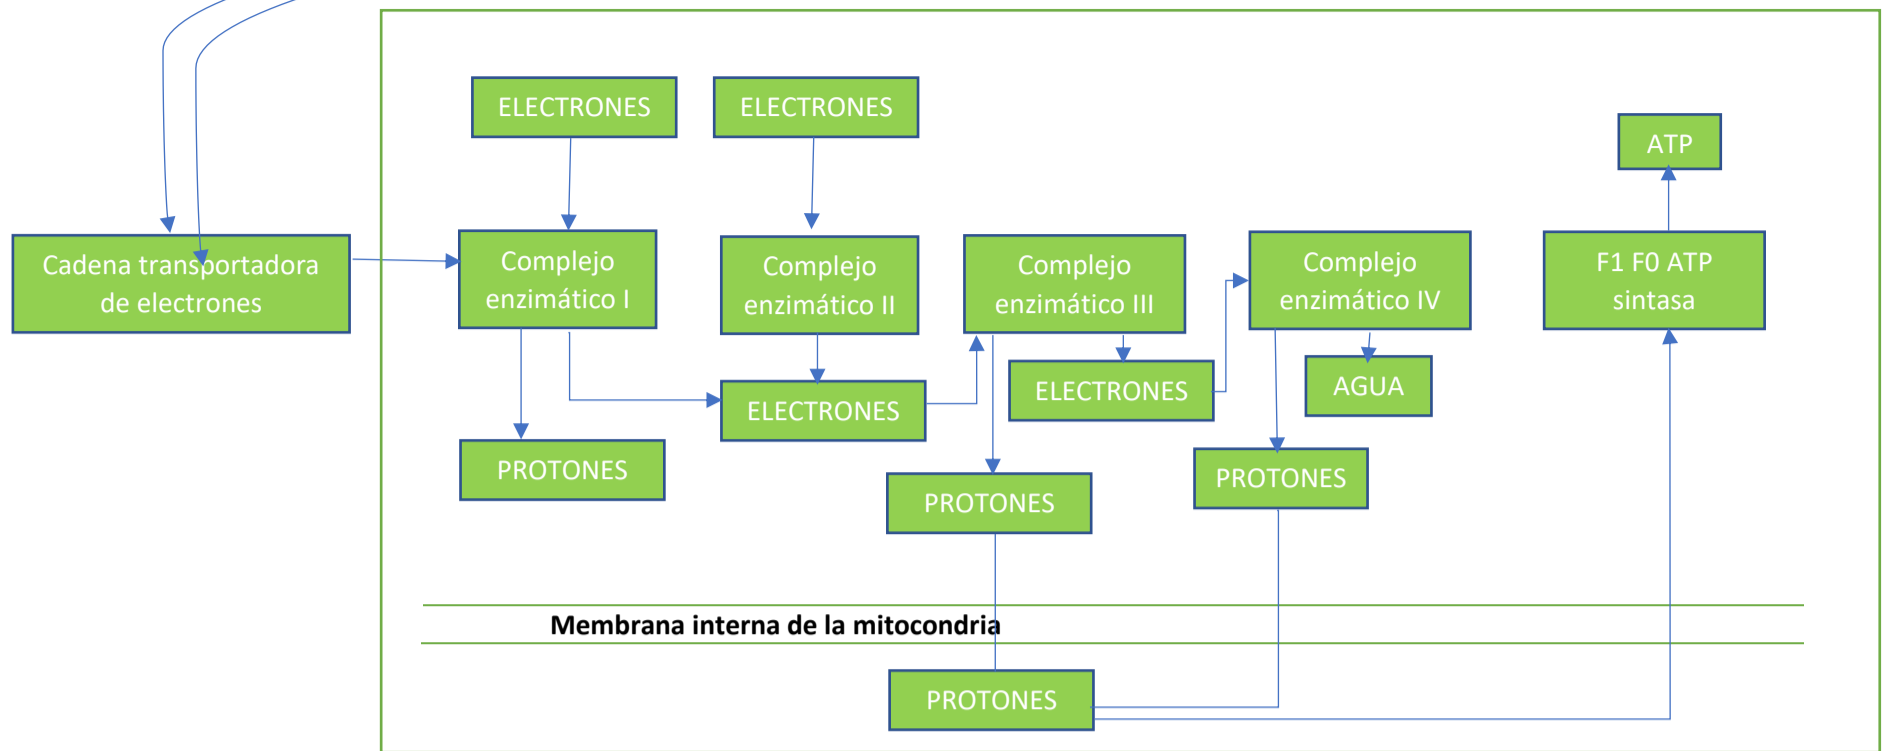 ELECTRONES
ELECTRONES
ATP
Cadena transportadora
de electrones
Complejo
enzimático I
Complejo
enzimático II
Complejo
enzimático III
Complejo
enzimático IV
F1 F0 ATP
sintasa
ELECTRONES
ELECTRONES
AGUA
PROTONES
PROTONES
PROTONES
Membrana interna de la mitocondria
PROTONES